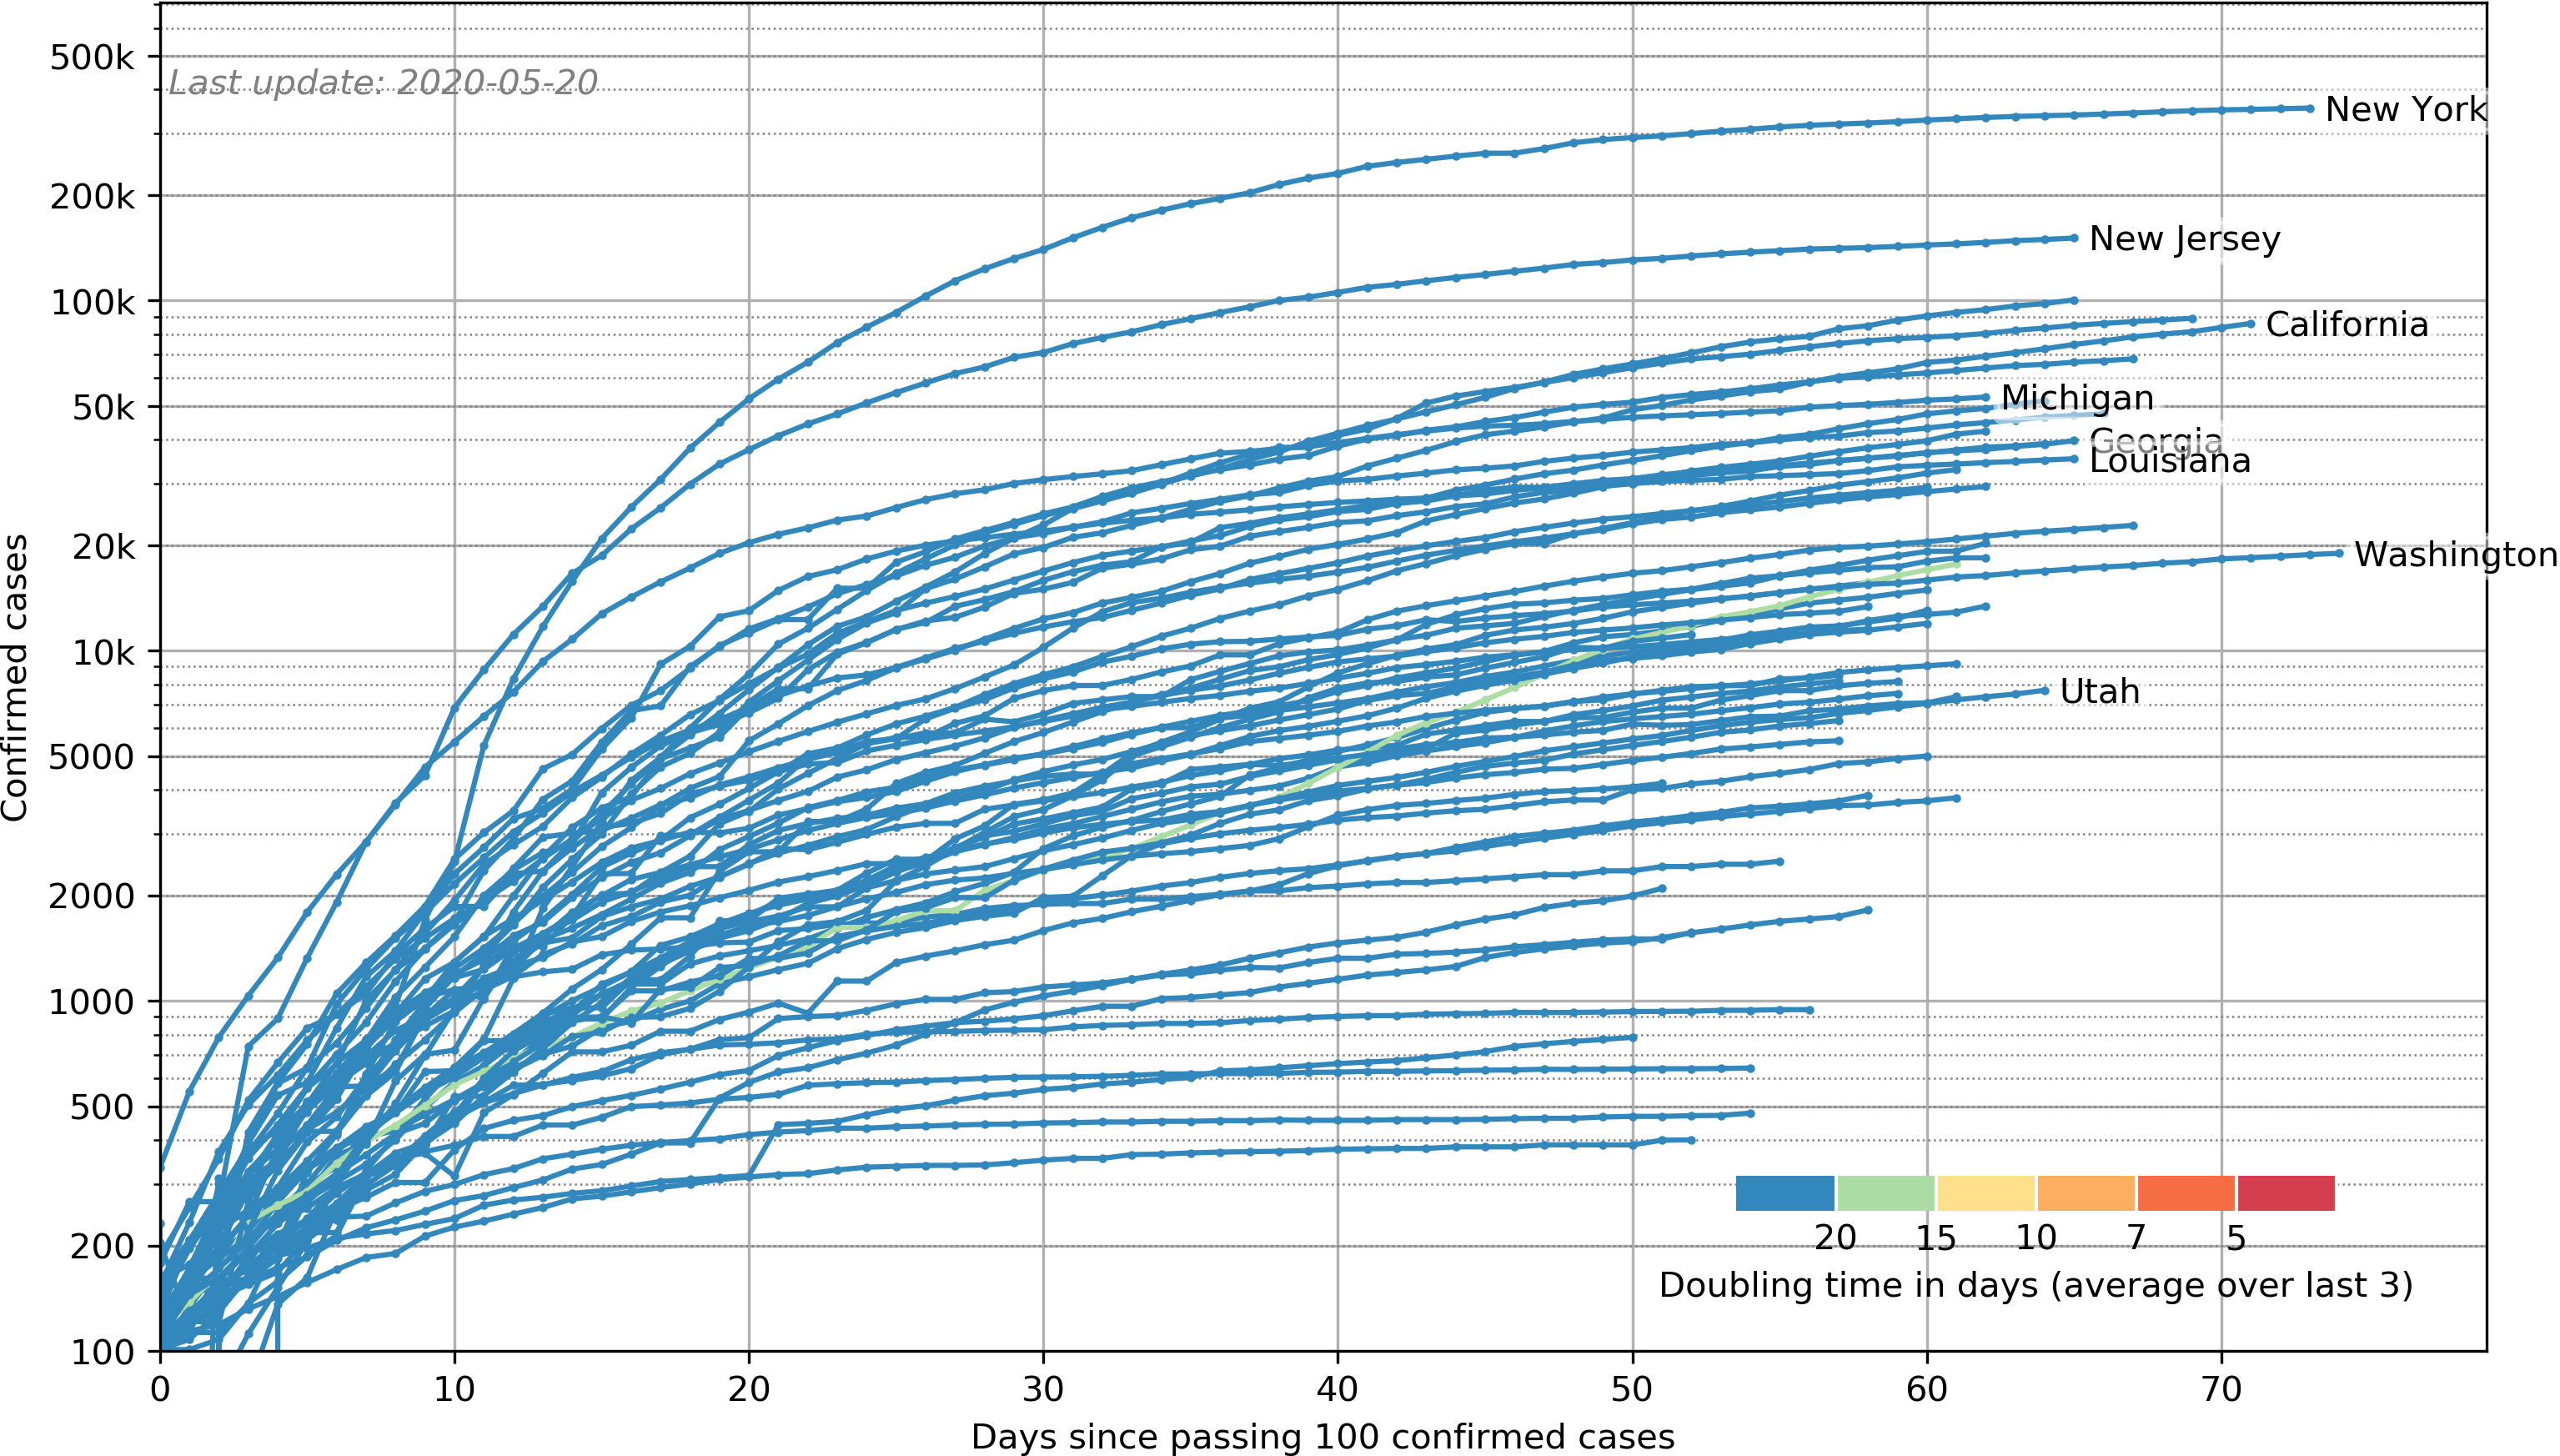 500k
Last update: 2020-05-20
New York
200k
New Jersey
100k
California
50k
Michigan
Georgia
Louisiana
20k
Washington
10k
Utah
5000
2000
1000
500
200
100
Confirmed cases
20 15 10 7 5
Doubling time in days (average over last 3)
0 10 20 30 40 50 60 70
Days since passing 100 confirmed cases